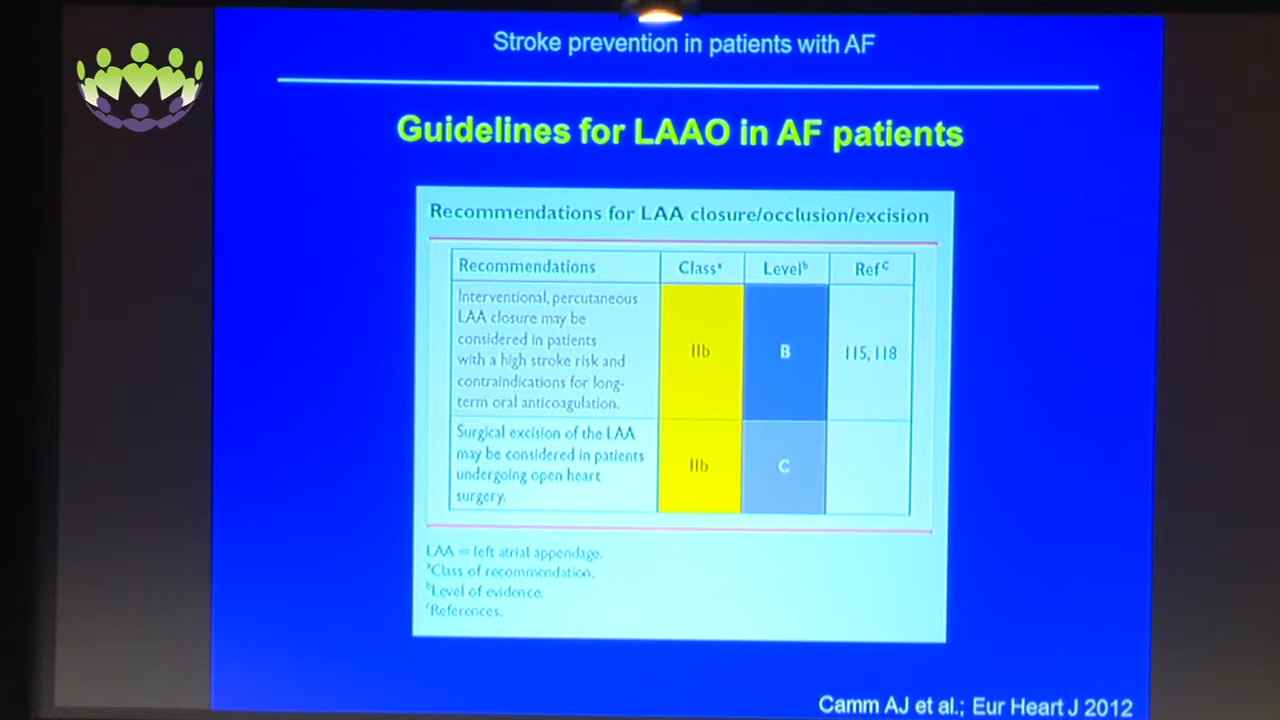 Stroke prevention in patients with AF
Guidelines for LAAO in AF patients
Recommendations for LAA closure/occlusion/excision
Recommendations Classᵃ Levelᵇ Refᶜ
Interventional, percutaneous
LAA closure may be
considered in patients
with a high stroke risk and
contraindications for long-
term oral anticoagulation.
IIb B 115, 118
Surgical excision of the LAA
may be considered in patients
undergoing open heart
surgery.
IIb C
LAA = left atrial appendage.
ᵃClass of recommendation.
ᵇLevel of evidence.
ᶜReferences.
Camm AJ et al.; Eur Heart J 2012